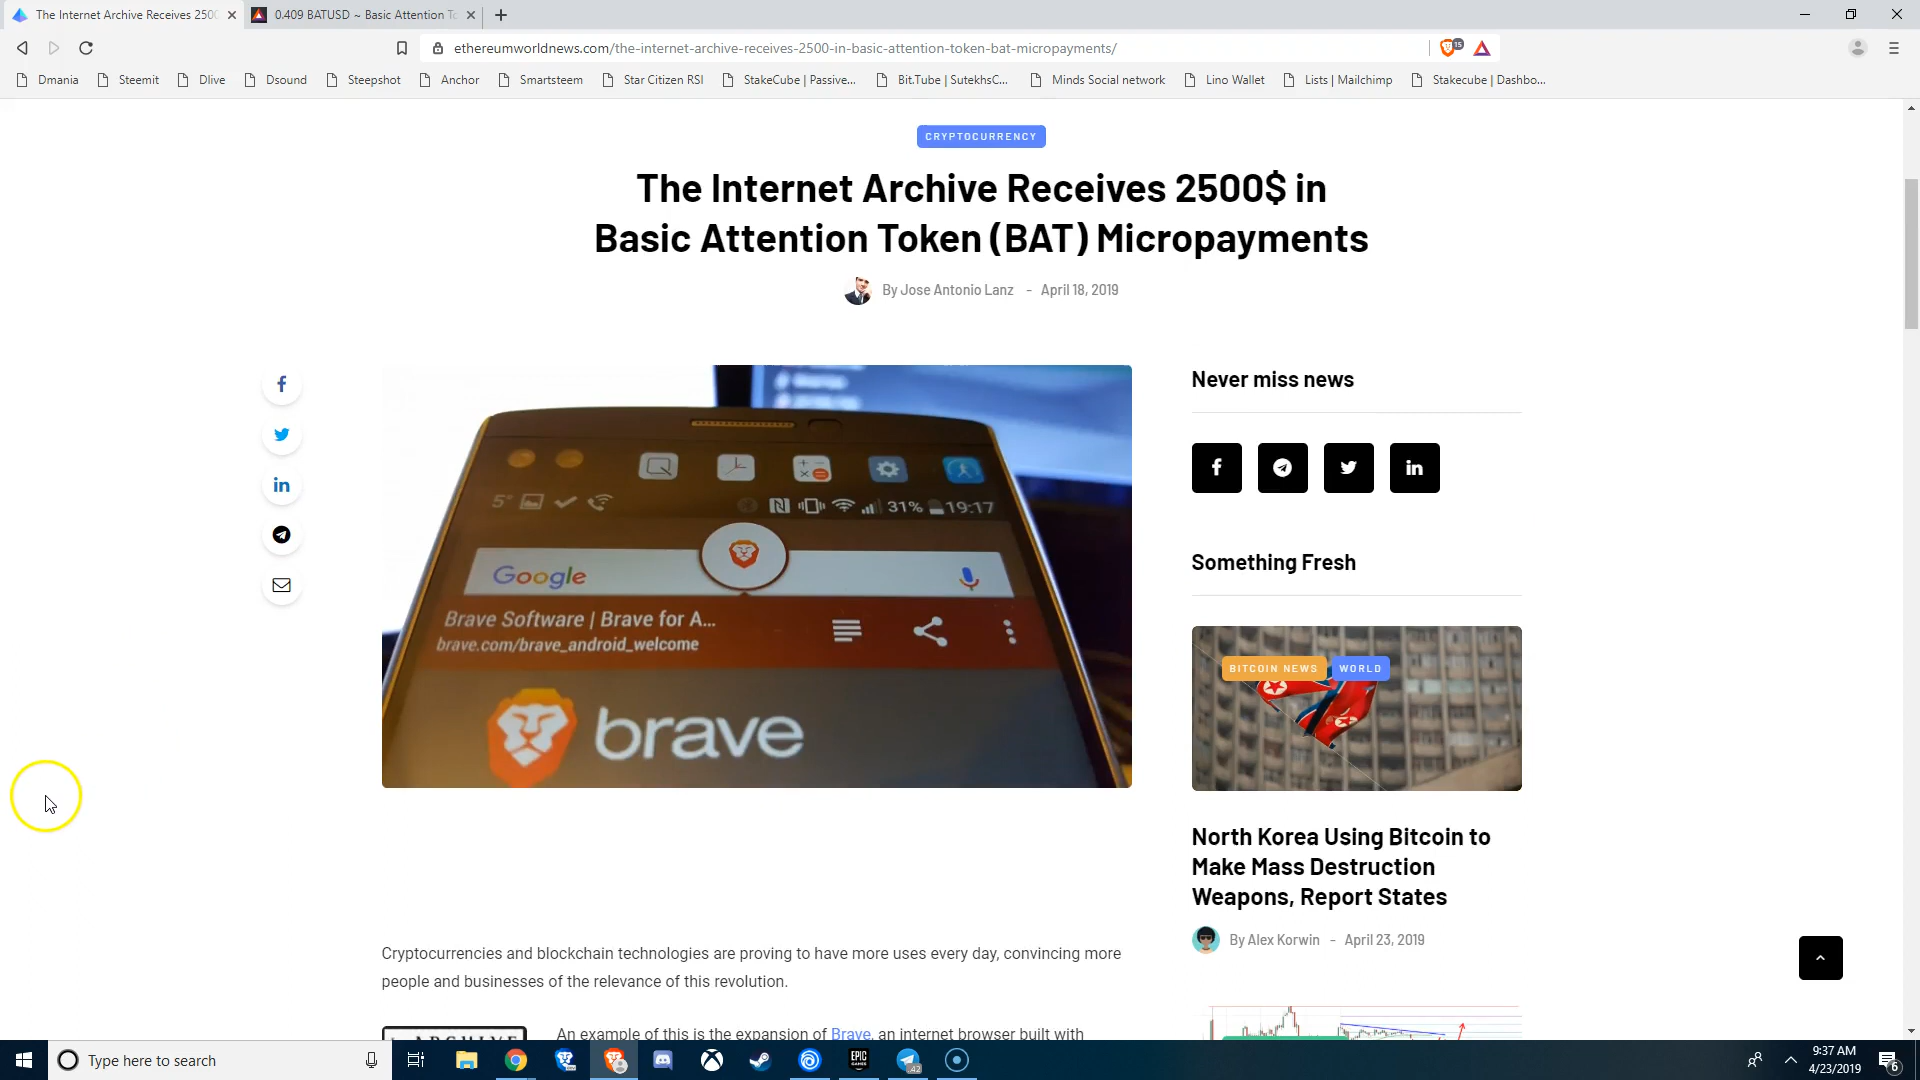 The Internet Archive Receives 250
0.409 BATUSD ~ Basic Attention To
ethereumworldnews.com/the-internet-archive-receives-2500-in-basic-attention-token-bat-micropayments/
15
Dmania
Steemit
Dlive
Dsound
Steepshot
Anchor
Smartsteem
Star Citizen RSI
StakeCube | Passive...
Bit.Tube | SutekhsC...
Minds Social network
Lino Wallet
Lists | Mailchimp
Stakecube | Dashbo...
CRYPTOCURRENCY
The Internet Archive Receives 2500$ in
Basic Attention Token (BAT) Micropayments
By Jose Antonio Lanz - April 18, 2019
5°
31% 19:17
Google
Brave Software | Brave for A...
brave.com/brave_android_welcome
brave
Never miss news
Something Fresh
BITCOIN NEWS
WORLD
North Korea Using Bitcoin to
Make Mass Destruction
Weapons, Report States
By Alex Korwin - April 23, 2019
Cryptocurrencies and blockchain technologies are proving to have more uses every day, convincing more
people and businesses of the relevance of this revolution.
An example of this is the expansion of Brave, an internet browser built with
Type here to search
EPIC
GAMES
42
9:37 AM
4/23/2019
6